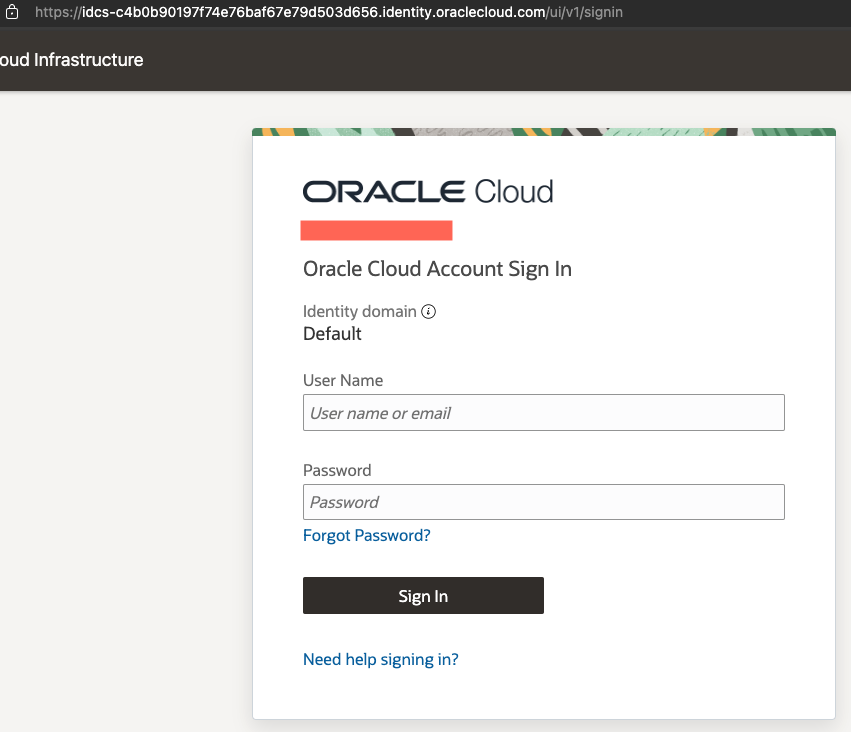 https://idcs-c4b0b90197f74e76baf67e79d503d656.identity.oraclecloud.com/ui/v1/signin
oud Infrastructure
ORACLE Cloud
Oracle Cloud Account Sign In
Identity domain
Default
User Name
User name or email
Password
Password
Forgot Password?
Sign In
Need help signing in?